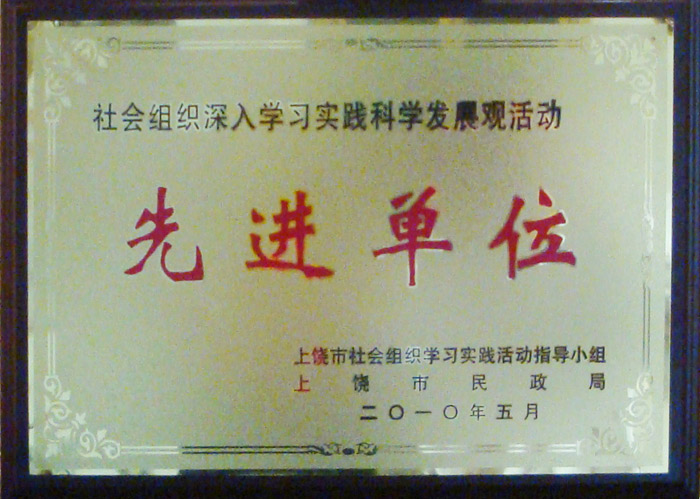 社会组织深入学习实践科学发展观活动
先进单位
上饶市社会组织学习实践活动指导小组
上饶市民政局
二〇一〇年五月